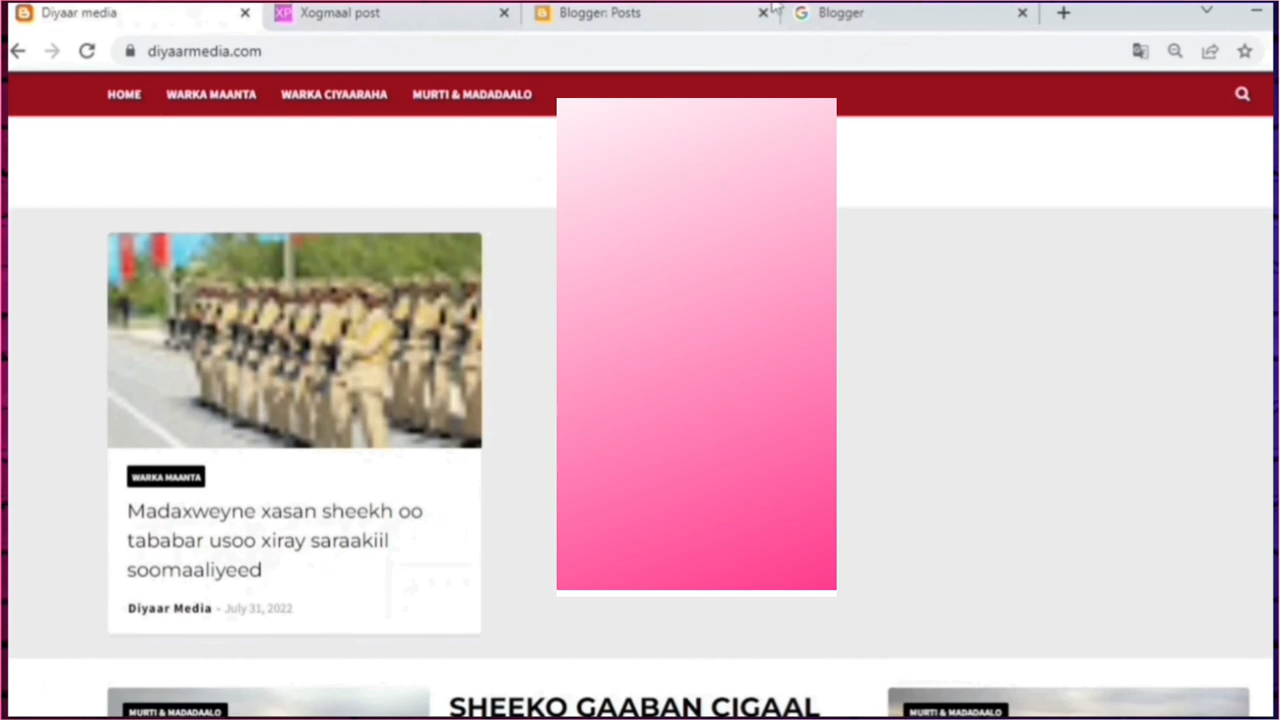 Diyaar media
Xogmaal post
Blogger: Posts
Blogger
diyaarmedia.com
HOME
WARKA MAANTA
WARKA CIYAARAHA
MURTI & MADADAALO
WARKA MAANTA
Madaxweyne xasan sheekh oo
tababar usoo xiray saraakiil
soomaaliyeed
Diyaar Media - July 31, 2022
MURTI & MADADAALO
SHEEKO GAABAN CIGAAL
MURTI & MADADAALO